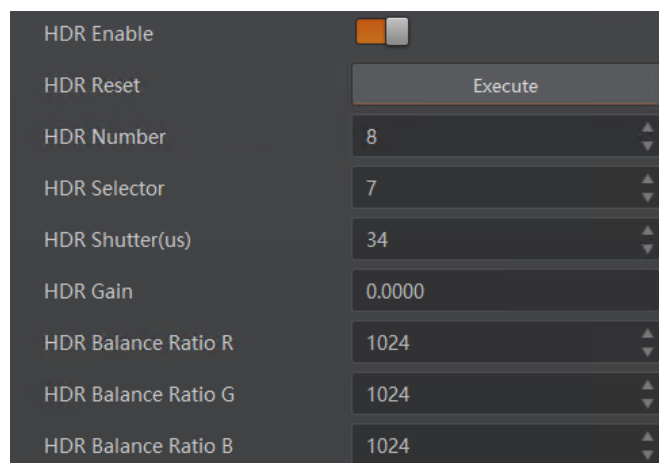 HDR Enable
HDR Reset Execute
HDR Number 8
HDR Selector 7
HDR Shutter(us) 34
HDR Gain 0.0000
HDR Balance Ratio R 1024
HDR Balance Ratio G 1024
HDR Balance Ratio B 1024